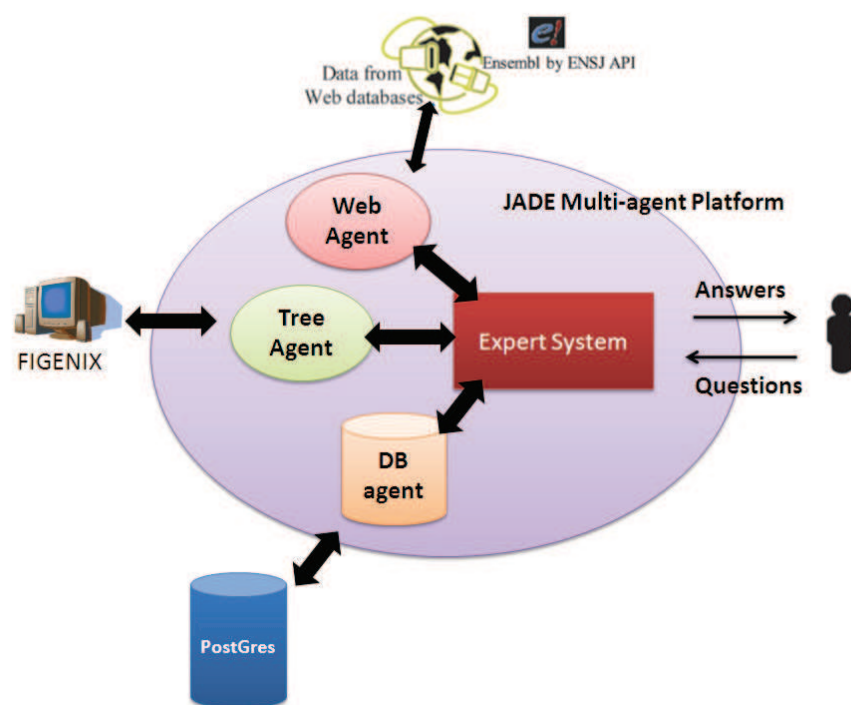 e!
Ensembl by ENSJ API
Data from
Web databases
JADE Multi-agent Platform
Web
Agent
Answers
Tree
Agent
Expert System
FIGENIX
Questions
DB
agent
PostGres